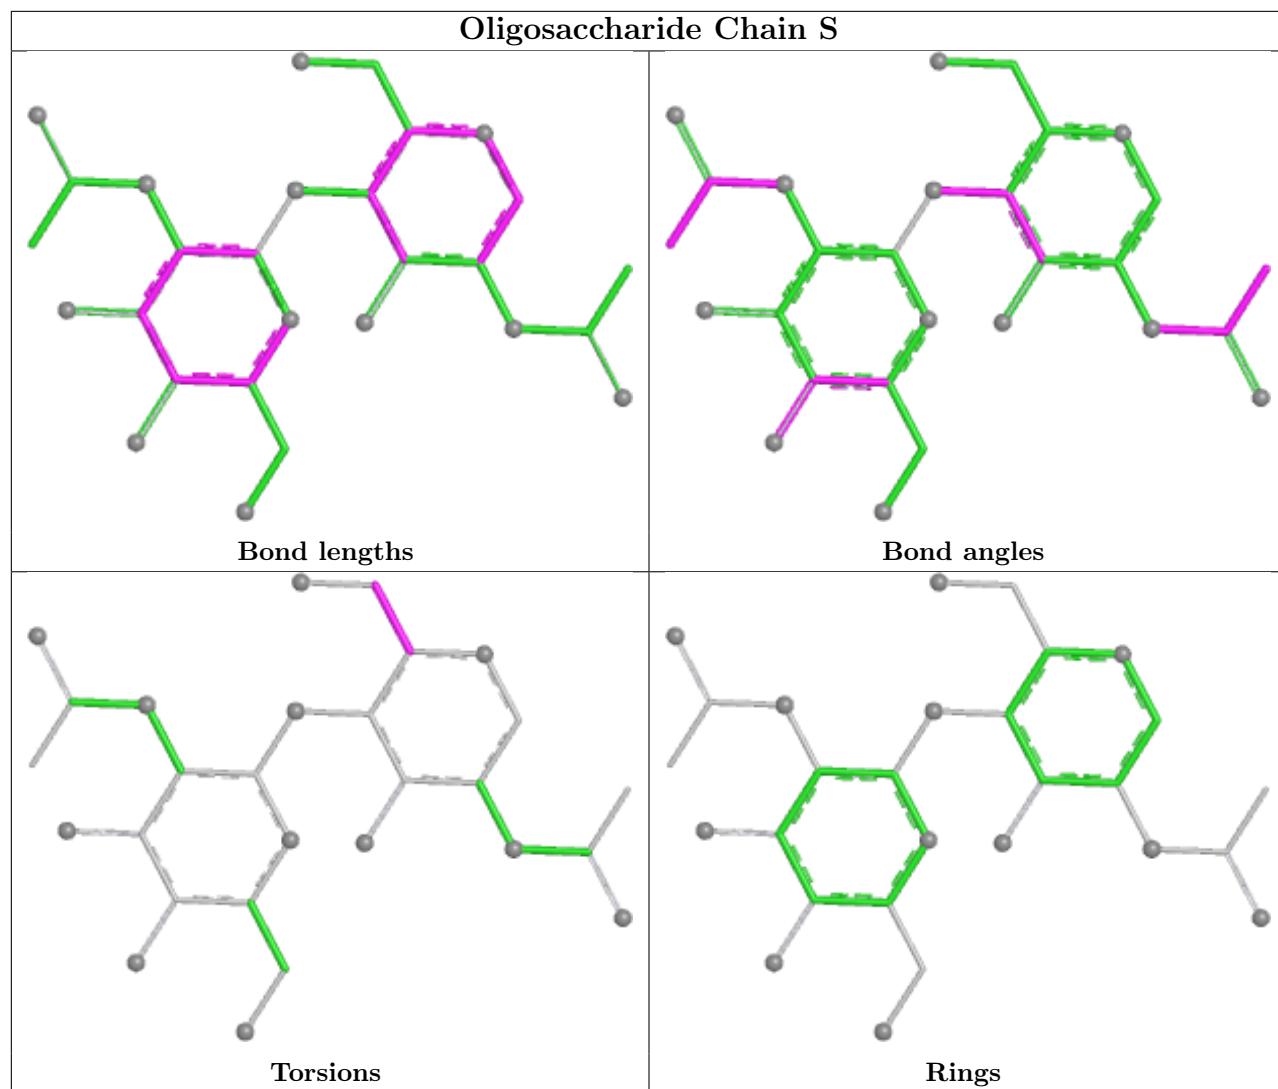 Oligosaccharide Chain S
Bond lengths
Bond angles
Torsions
Rings